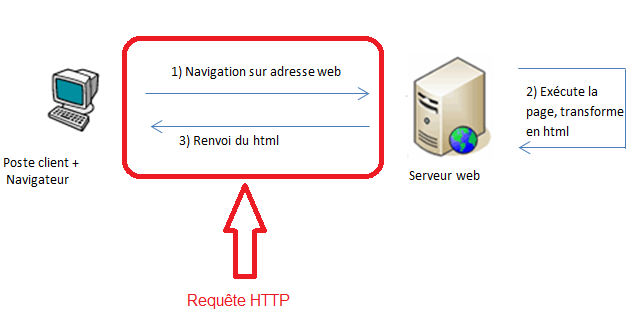 1) Navigation sur adresse web
2) Exécute la
page, transforme
en html
3) Renvoi du html
Poste client +
Navigateur
Serveur web
Requête HTTP